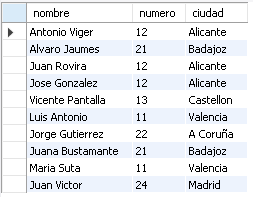 nombre numero ciudad
Antonio Viger 12 Alicante
Alvaro Jaumes 21 Badajoz
Juan Rovira 12 Alicante
Jose Gonzalez 12 Alicante
Vicente Pantalla 13 Castellon
Luis Antonio 11 Valencia
Jorge Gutierrez 22 A Coruña
Juana Bustamante 21 Badajoz
Maria Suta 11 Valencia
Juan Victor 24 Madrid